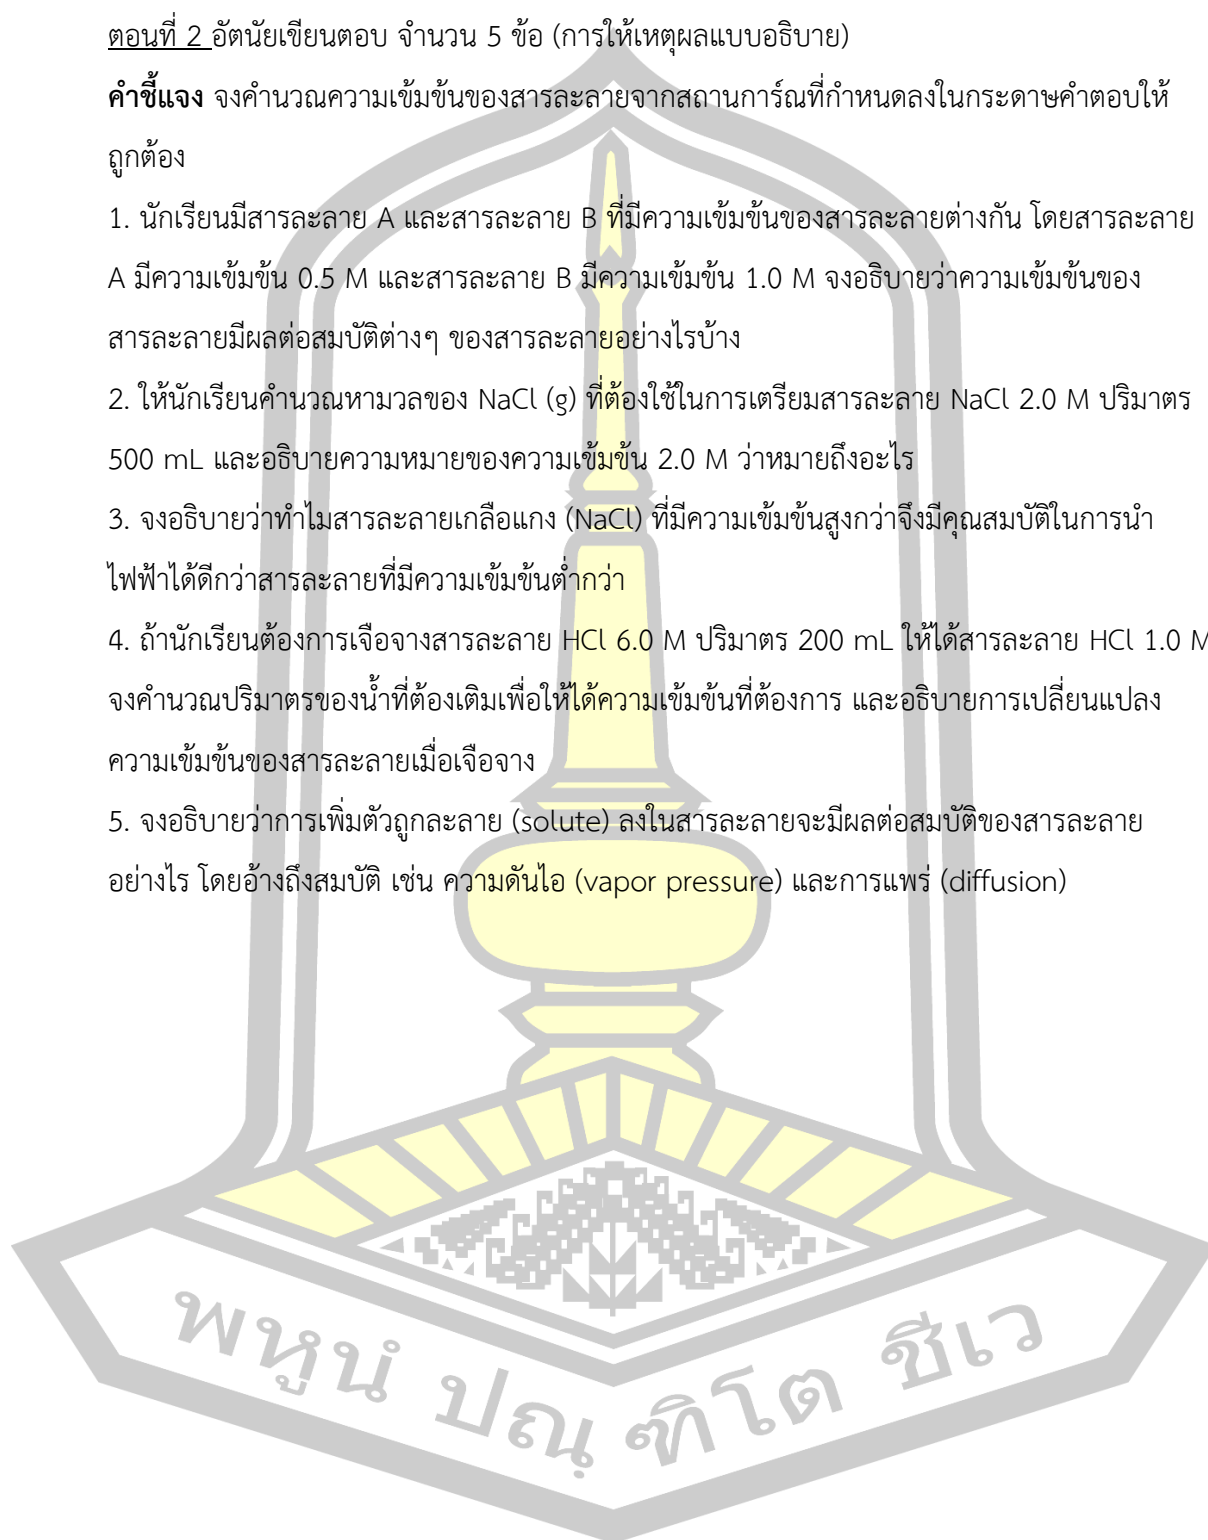 ตอนที่ 2 อัตนัยเขียนตอบ จำนวน 5 ข้อ (การให้เหตุผลแบบอธิบาย)
คำชี้แจง จงคำนวณความเข้มข้นของสารละลายจากสถานการ์ณที่กำหนดลงในกระดาษคำตอบให้
ถูกต้อง
1. นักเรียนมีสารละลาย A และสารละลาย B ที่มีความเข้มข้นของสารละลายต่างกัน โดยสารละลาย
A มีความเข้มข้น 0.5 M และสารละลาย B มีความเข้มข้น 1.0 M จงอธิบายว่าความเข้มข้นของ
สารละลายมีผลต่อสมบัติต่างๆ ของสารละลายอย่างไรบ้าง
2. ให้นักเรียนคำนวณหามวลของ NaCl (g) ที่ต้องใช้ในการเตรียมสารละลาย NaCl 2.0 M ปริมาตร
500 mL และอธิบายความหมายของความเข้มข้น 2.0 M ว่าหมายถึงอะไร
3. จงอธิบายว่าทำไมสารละลายเกลือแกง (NaCl) ที่มีความเข้มข้นสูงกว่าจึงมีคุณสมบัติในการนำ
ไฟฟ้าได้ดีกว่าสารละลายที่มีความเข้มข้นต่ำกว่า
4. ถ้านักเรียนต้องการเจือจางสารละลาย HCl 6.0 M ปริมาตร 200 mL ให้ได้สารละลาย HCl 1.0 M
จงคำนวณปริมาตรของน้ำที่ต้องเติมเพื่อให้ได้ความเข้มข้นที่ต้องการ และอธิบายการเปลี่ยนแปลง
ความเข้มข้นของสารละลายเมื่อเจือจาง
5. จงอธิบายว่าการเพิ่มตัวถูกละลาย (solute) ลงในสารละลายจะมีผลต่อสมบัติของสารละลาย
อย่างไร โดยอ้างถึงสมบัติ เช่น ความดันไอ (vapor pressure) และการแพร่ (diffusion)
พหูนํ ปณฺฑิโต ชีเว